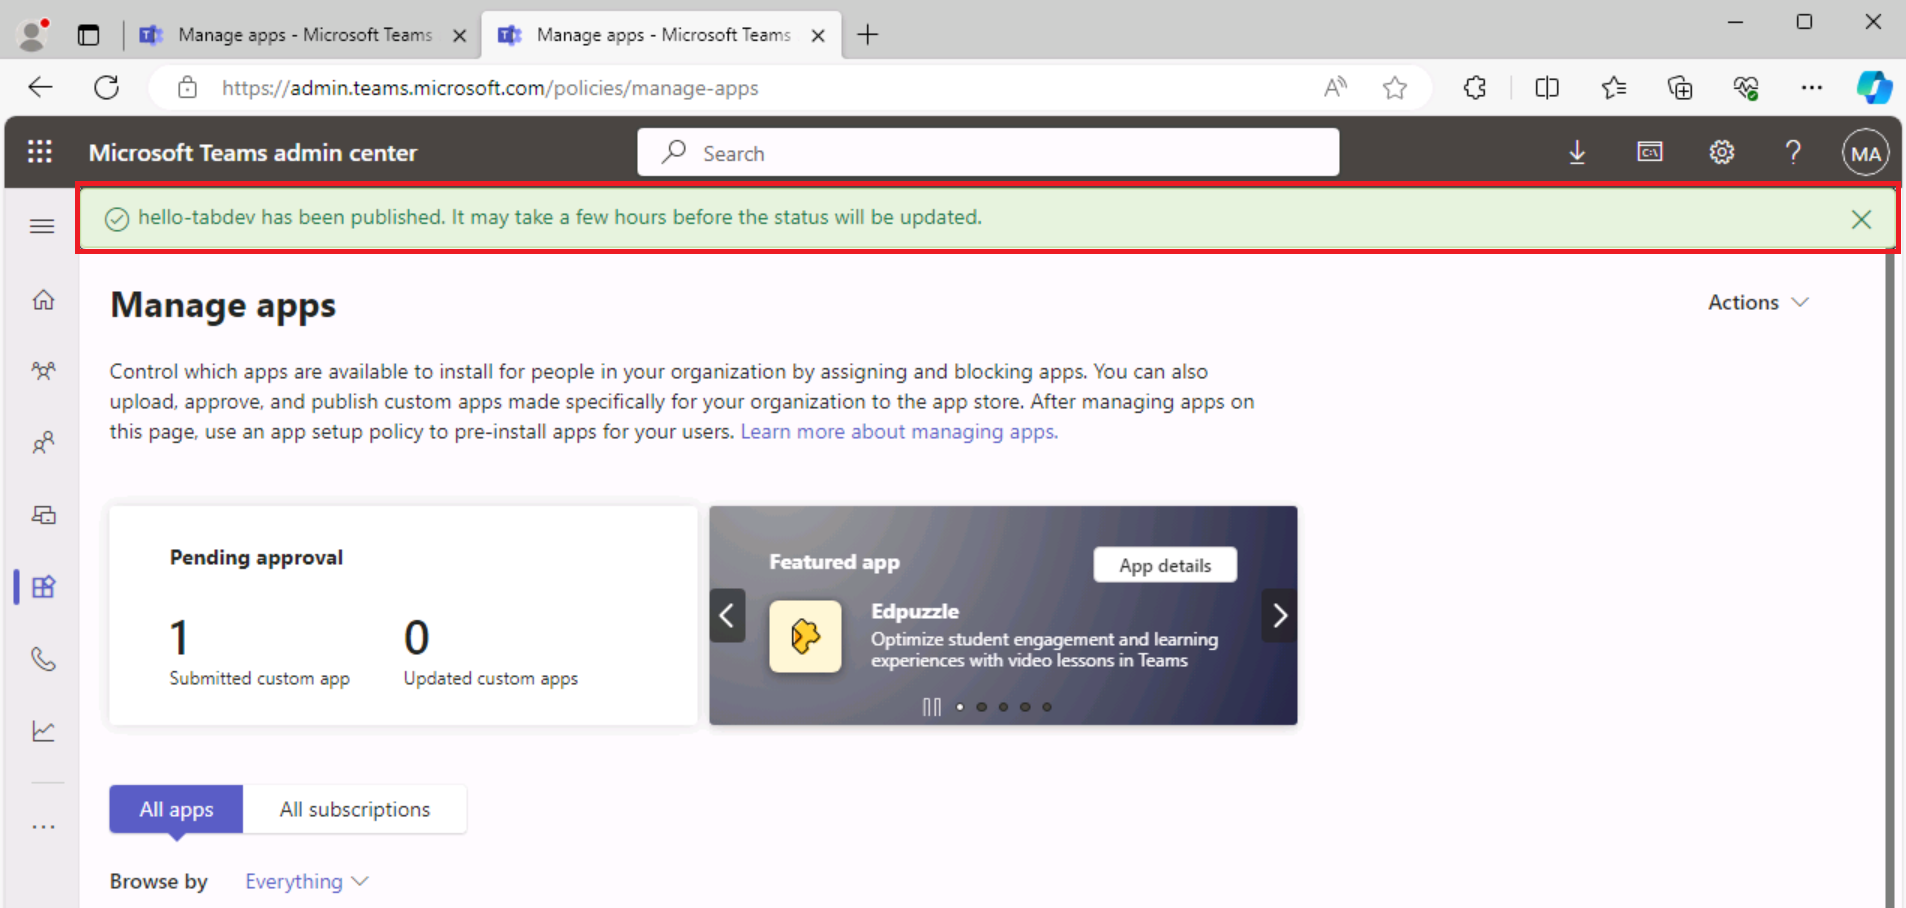 Manage apps - Microsoft Teams
Manage apps - Microsoft Teams
https://admin.teams.microsoft.com/policies/manage-apps
Microsoft Teams admin center
Search
MA
hello-tabdev has been published. It may take a few hours before the status will be updated.
Manage apps
Actions
Control which apps are available to install for people in your organization by assigning and blocking apps. You can also
upload, approve, and publish custom apps made specifically for your organization to the app store. After managing apps on
this page, use an app setup policy to pre-install apps for your users. Learn more about managing apps.
Pending approval
1
Submitted custom app
0
Updated custom apps
Featured app
App details
Edpuzzle
Optimize student engagement and learning
experiences with video lessons in Teams
All apps
All subscriptions
Browse by
Everything